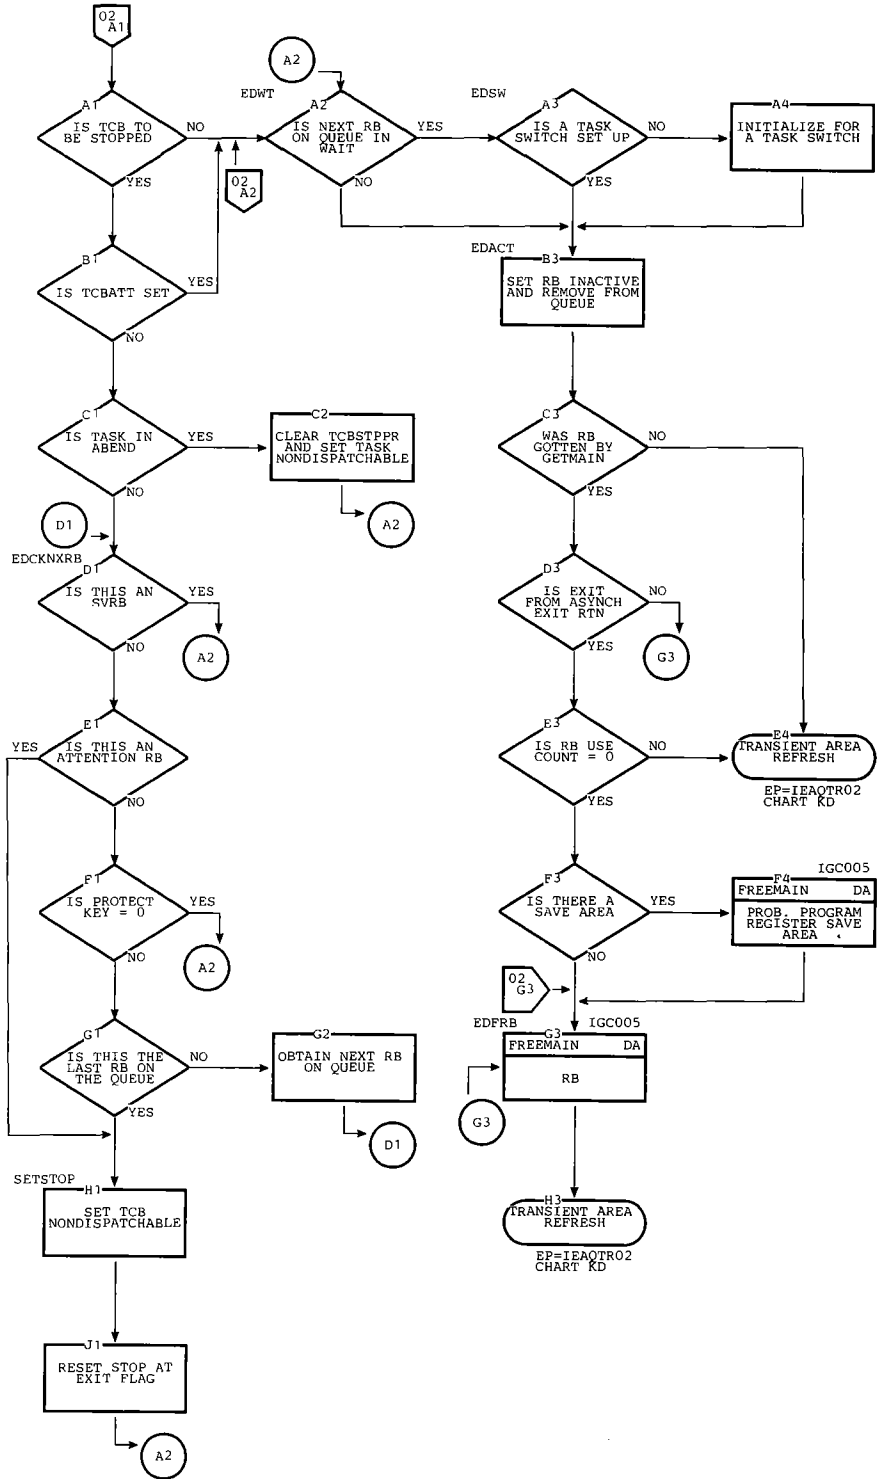 02
A1
A1
IS TCB TO
BE STOPPED
NO
YES
02
A2
EDWT
A2
A2
IS NEXT RB
ON QUEUE IN
WAIT
YES
NO
EDSW
A3
IS A TASK
SWITCH SET UP
NO
YES
A4
INITIALIZE FOR
A TASK SWITCH
B1
IS TCBATT SET
YES
NO
EDACT
B3
SET RB INACTIVE
AND REMOVE FROM
QUEUE
C1
IS TASK IN
ABEND
YES
NO
C2
CLEAR TCBSTPPR
AND SET TASK
NONDISPATCHABLE
A2
C3
WAS RB
GOTTEN BY
GETMAIN
NO
YES
D1
EDCKNXRB
D1
IS THIS AN
SVRB
YES
NO
A2
D3
IS EXIT
FROM ASYNCH
EXIT RTN
NO
YES
G3
E1
IS THIS AN
ATTENTION RB
YES
NO
E3
IS RB USE
COUNT = 0
NO
YES
E4
TRANSIENT AREA
REFRESH
EP=IEAQTR02
CHART KD
F1
IS PROTECT
KEY = 0
YES
NO
A2
F3
IS THERE A
SAVE AREA
YES
NO
IGC005
F4
FREEMAIN DA
PROB. PROGRAM
REGISTER SAVE
AREA
02
G3
G1
IS THIS THE
LAST RB ON
THE QUEUE
NO
YES
G2
OBTAIN NEXT RB
ON QUEUE
D1
EDFRB
IGC005
G3
FREEMAIN DA
RB
G3
SETSTOP
H1
SET TCB
NONDISPATCHABLE
H3
TRANSIENT AREA
REFRESH
EP=IEAQTR02
CHART KD
J1
RESET STOP AT
EXIT FLAG
A2